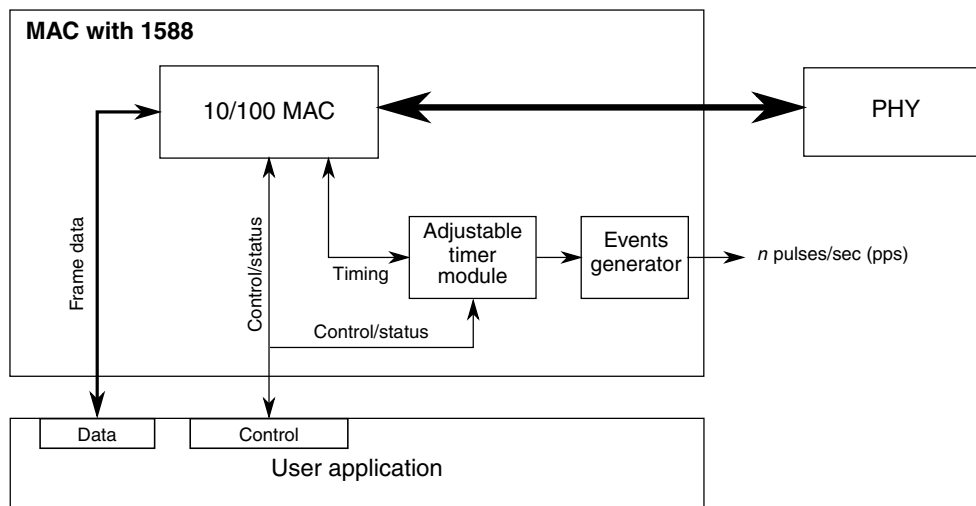 MAC with 1588
10/100 MAC
PHY
Frame data
Control/status
Timing
Adjustable
timer
module
Events
generator
n pulses/sec (pps)
Control/status
Data
Control
User application